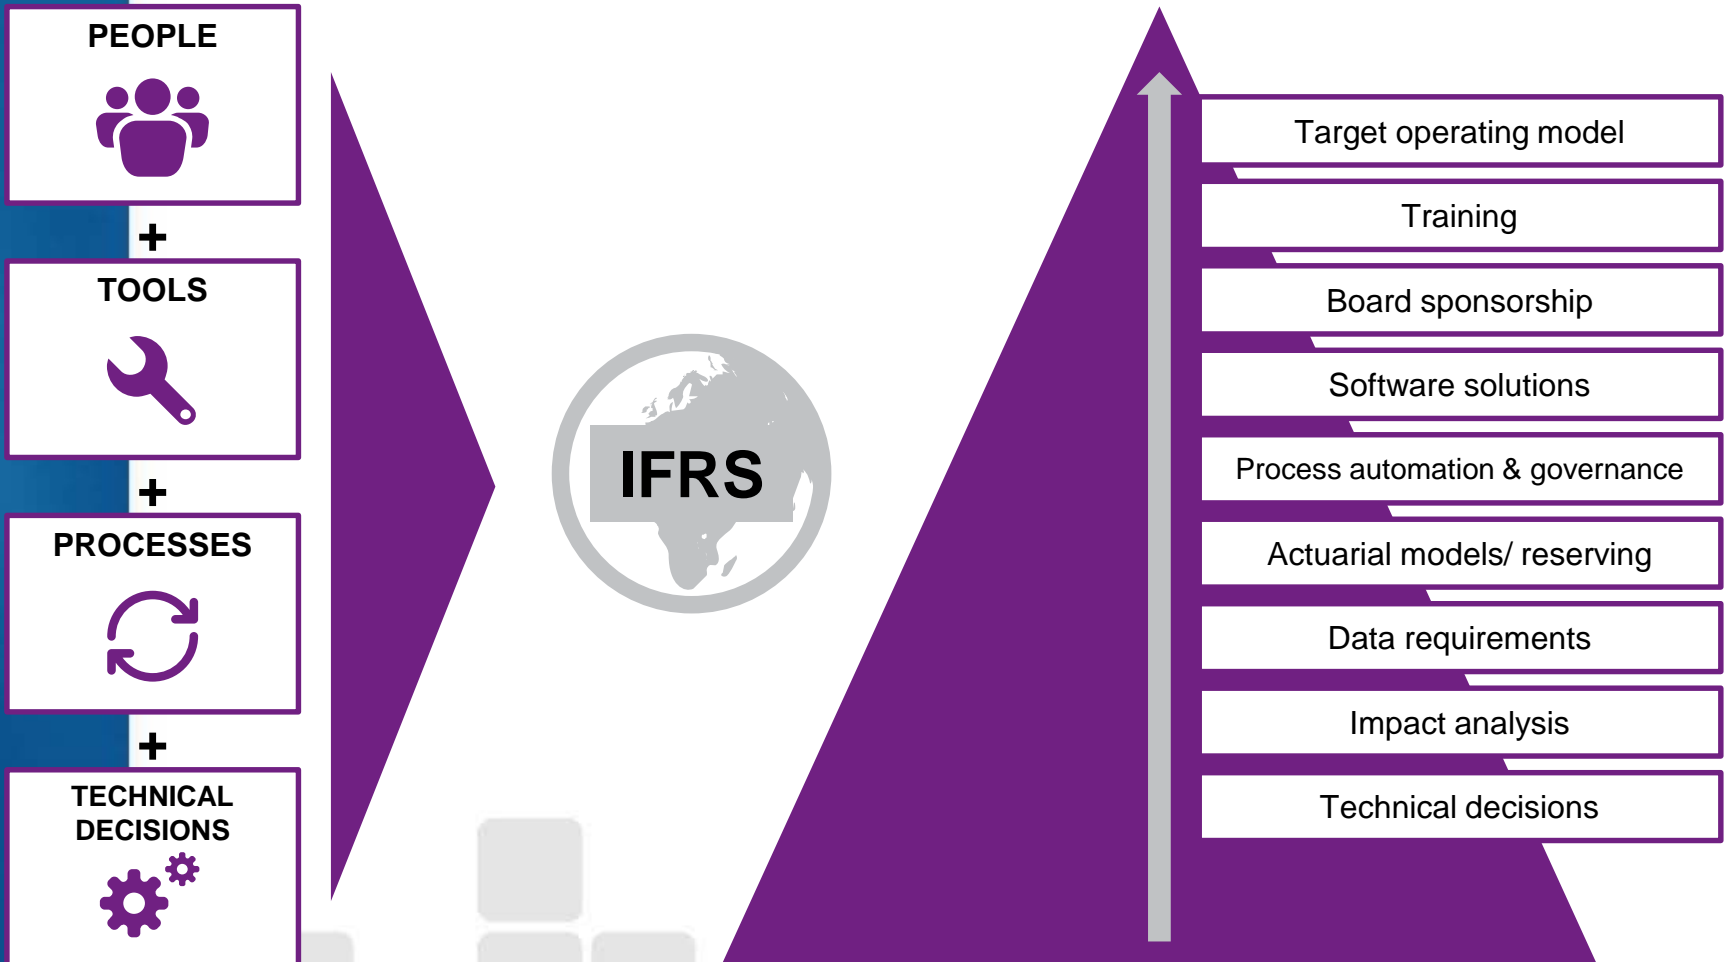 PEOPLE
+
TOOLS
+
PROCESSES
+
TECHNICAL
DECISIONS
IFRS
Target operating model
Training
Board sponsorship
Software solutions
Process automation & governance
Actuarial models/ reserving
Data requirements
Impact analysis
Technical decisions